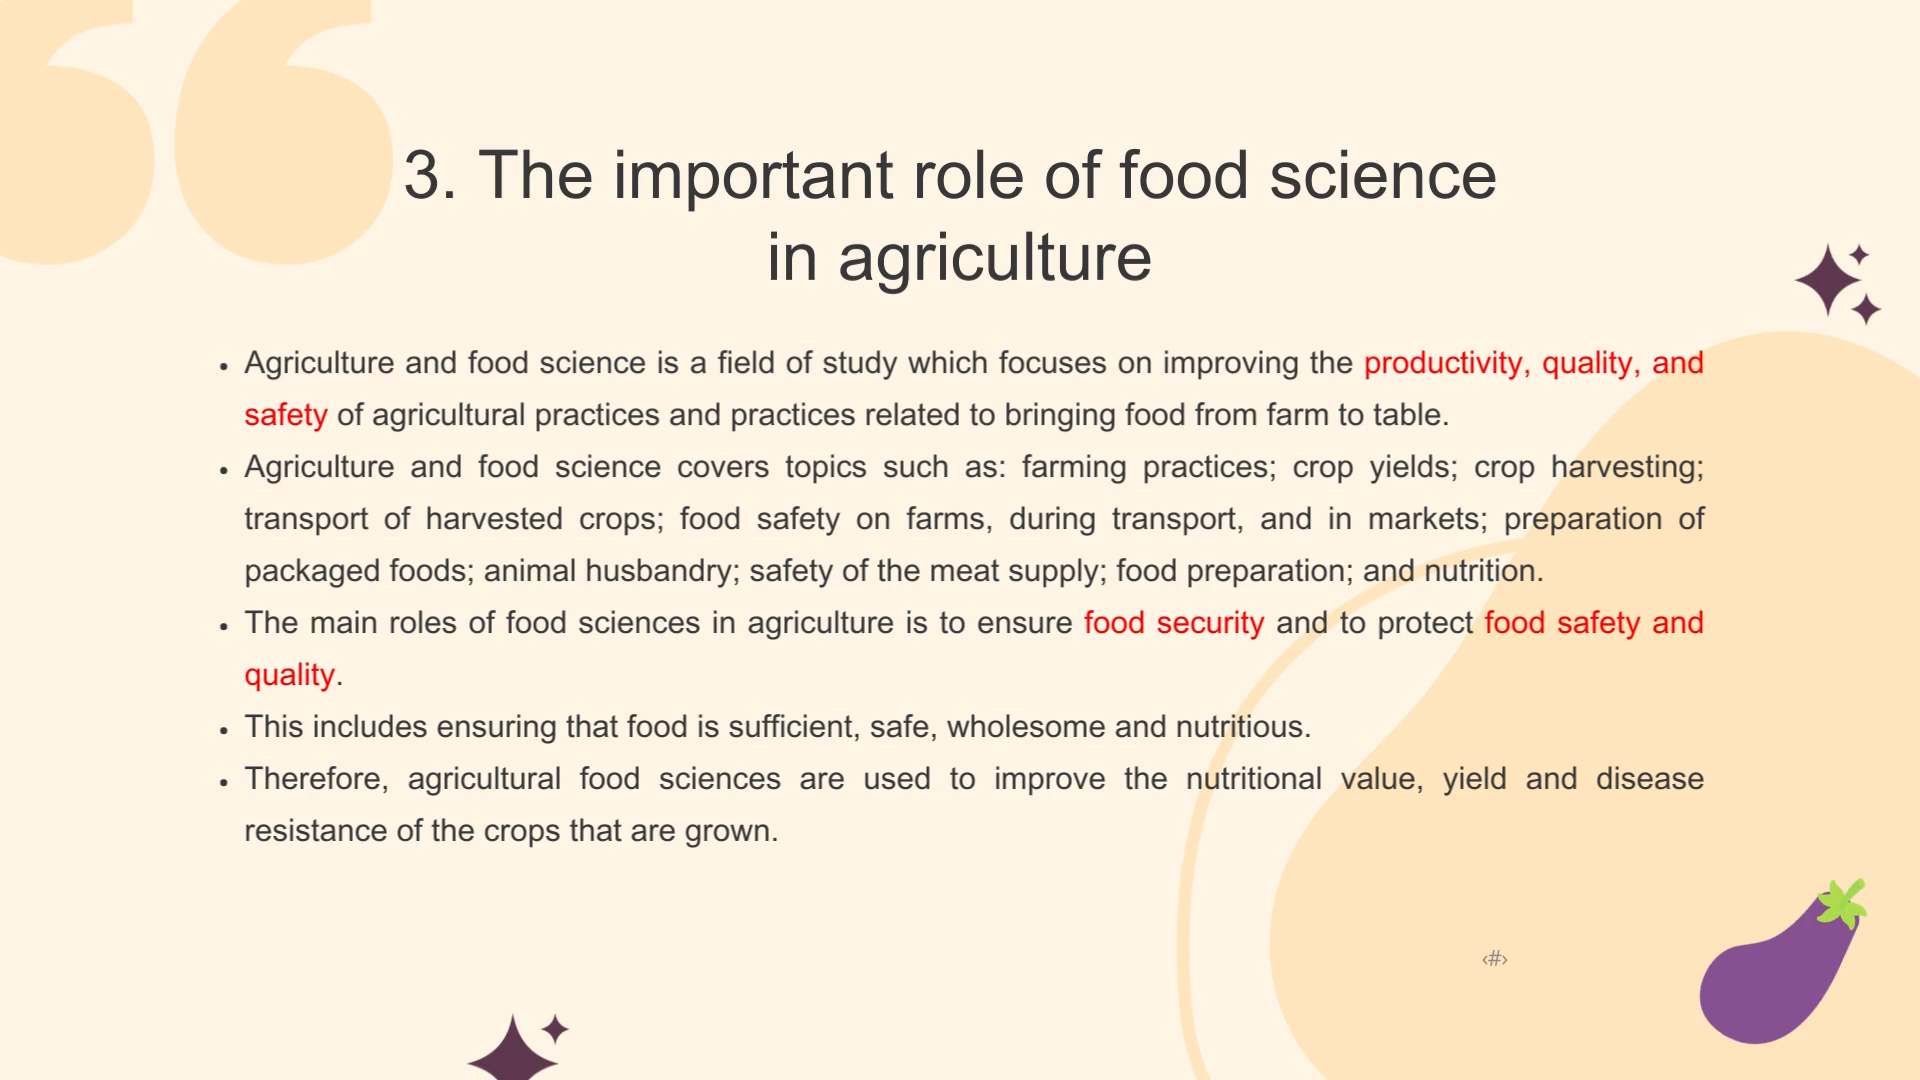 3. The important role of food science
in agriculture
• Agriculture and food science is a field of study which focuses on improving the productivity, quality, and
safety of agricultural practices and practices related to bringing food from farm to table.
• Agriculture and food science covers topics such as: farming practices; crop yields; crop harvesting;
transport of harvested crops; food safety on farms, during transport, and in markets; preparation of
packaged foods; animal husbandry; safety of the meat supply; food preparation; and nutrition.
• The main roles of food sciences in agriculture is to ensure food security and to protect food safety and
quality.
• This includes ensuring that food is sufficient, safe, wholesome and nutritious.
• Therefore, agricultural food sciences are used to improve the nutritional value, yield and disease
resistance of the crops that are grown.
‹#›